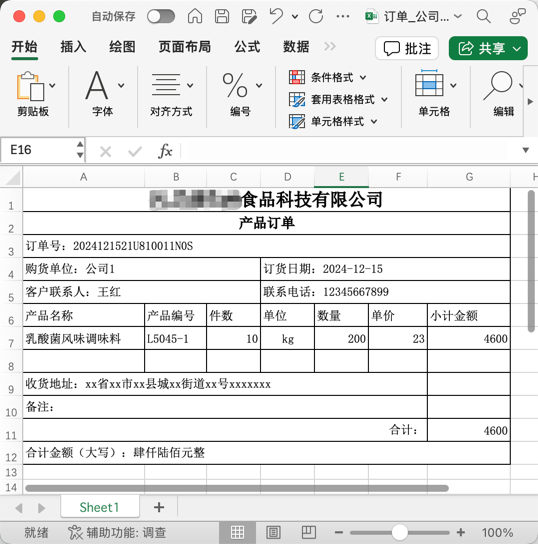 自动保存 订单_公司...
开始 插入 绘图 页面布局 公式 数据 >> 批注 共享
剪贴板 字体 对齐方式 编号 条件格式 套用表格格式 单元格样式 单元格 编辑
E16 fx
A B C D E F G H
1 食品科技有限公司
2 产品订单
3 订单号: 2024121521U810011N0S
4 购货单位: 公司1 订货日期: 2024-12-15
5 客户联系人: 王红 联系电话: 12345667899
6 产品名称 产品编号 件数 单位 数量 单价 小计金额
7 乳酸菌风味调味料 L5045-1 10 kg 200 23 4600
8
9 收货地址: xx省xx市xx县城xx街道xx号xxxxxxx
10 备注:
11 合计: 4600
12 合计金额（大写）: 肆仟陆佰元整
13
14
Sheet1 +
就绪 辅助功能: 调查 100%